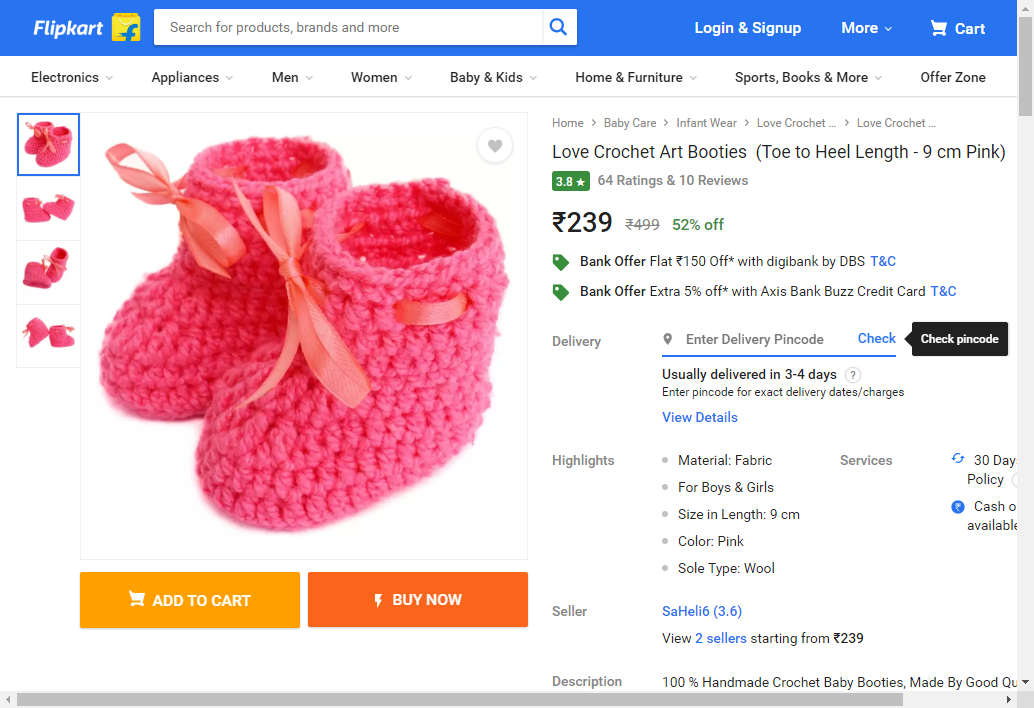 Flipkart
Search for products, brands and more
Login & Signup
More
Cart
Electronics
Appliances
Men
Women
Baby & Kids
Home & Furniture
Sports, Books & More
Offer Zone
Home > Baby Care > Infant Wear > Love Crochet ... > Love Crochet ...
Love Crochet Art Booties  (Toe to Heel Length - 9 cm Pink)
3.8 ★ 64 Ratings & 10 Reviews
₹239 ₹499 52% off
Bank Offer Flat ₹150 Off* with digibank by DBS T&C
Bank Offer Extra 5% off* with Axis Bank Buzz Credit Card T&C
Delivery
Enter Delivery Pincode
Check
Check pincode
Usually delivered in 3-4 days ?
Enter pincode for exact delivery dates/charges
View Details
Highlights
Material: Fabric
For Boys & Girls
Size in Length: 9 cm
Color: Pink
Sole Type: Wool
Services
30 Day
Policy
Cash o
available
ADD TO CART
BUY NOW
Seller
SaHeli6 (3.6)
View 2 sellers starting from ₹239
Description
100 % Handmade Crochet Baby Booties, Made By Good Qu